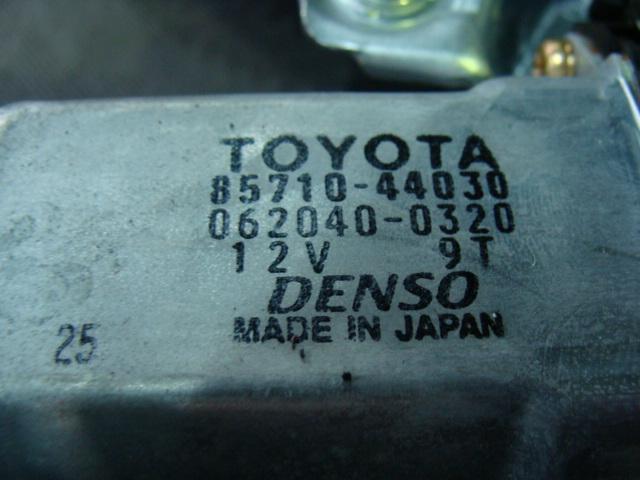 TOYOTA
85710-44030
062040-0320
12V 9T
DENSO
MADE IN JAPAN
25